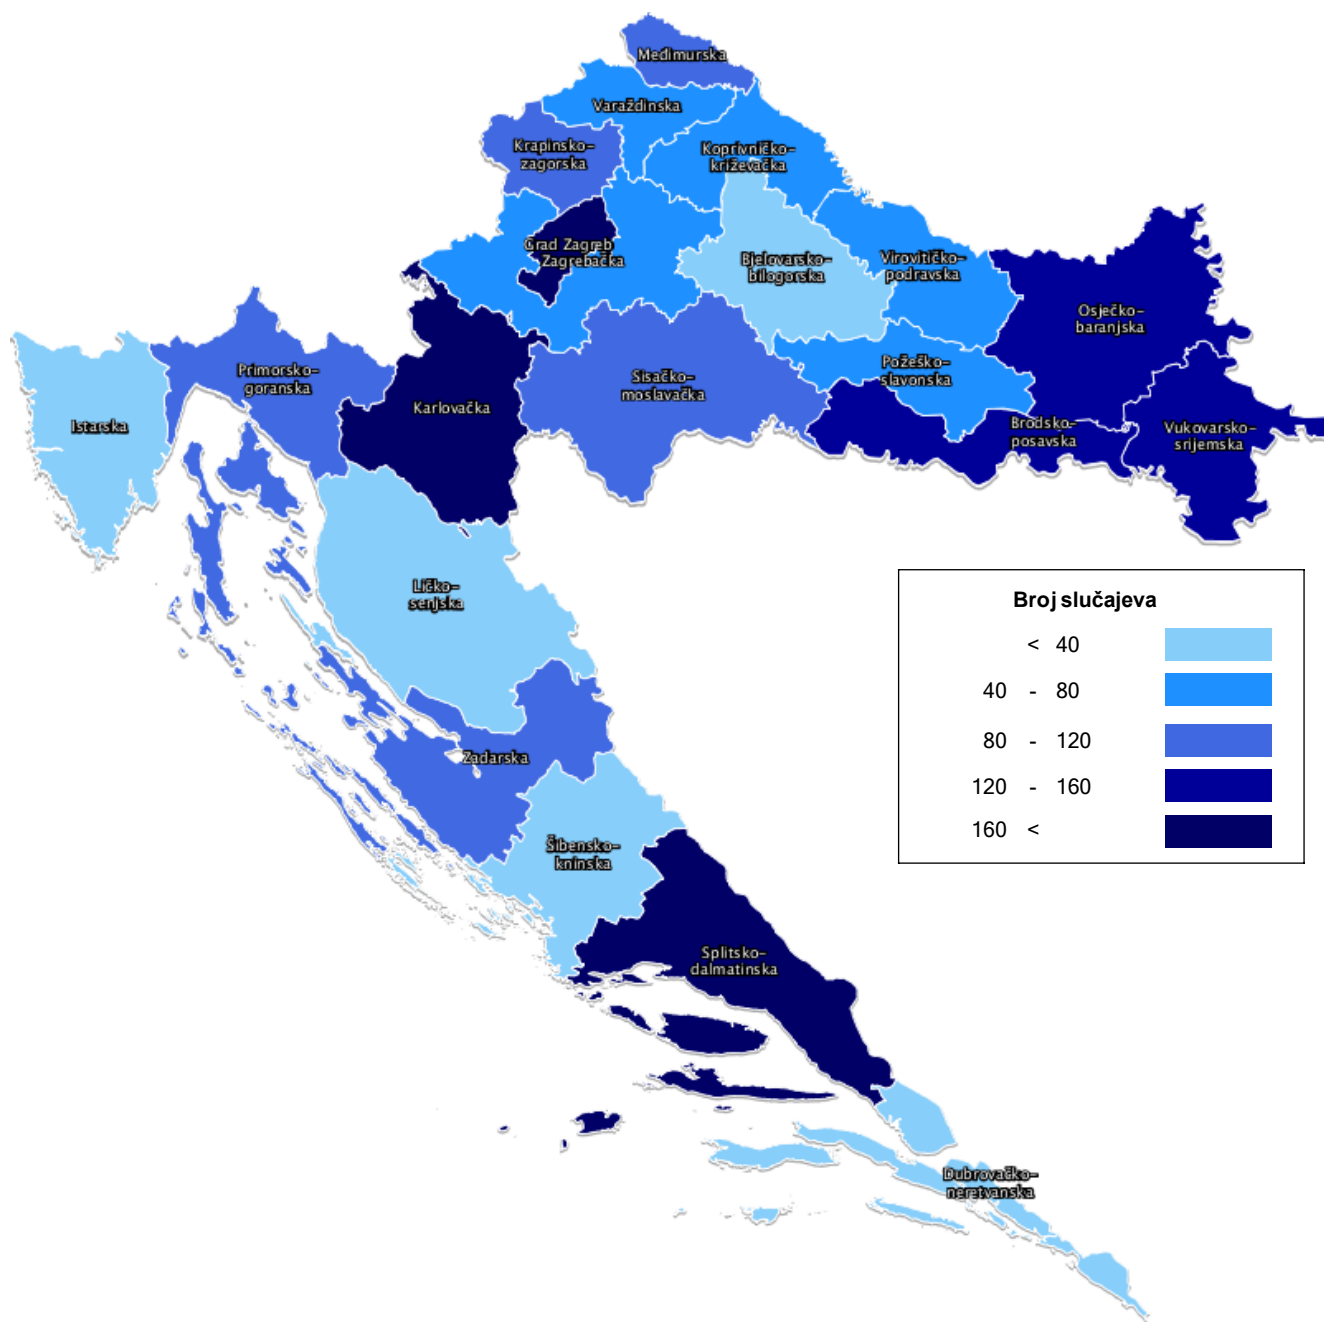 Međimurska
Varaždinska
Krapinsko-
zagorska
Koprivničko-
križevačka
Grad Zagreb
Zagrebačka
Bjelovarsko-
bilogorska
Virovitičko-
podravska
Osječko-
baranjska
Primorsko-
goranska
Sisačko-
moslavačka
Požeško-
slavonska
Karlovačka
Istarska
Brodsko-
posavska
Vukovarsko-
srijemska
Ličko-
senjska
Zadarska
Šibensko-
kninska
Splitsko-
dalmatinska
Dubrovačko-
neretvanska
Broj slučajeva
< 40
40 - 80
80 - 120
120 - 160
160 <